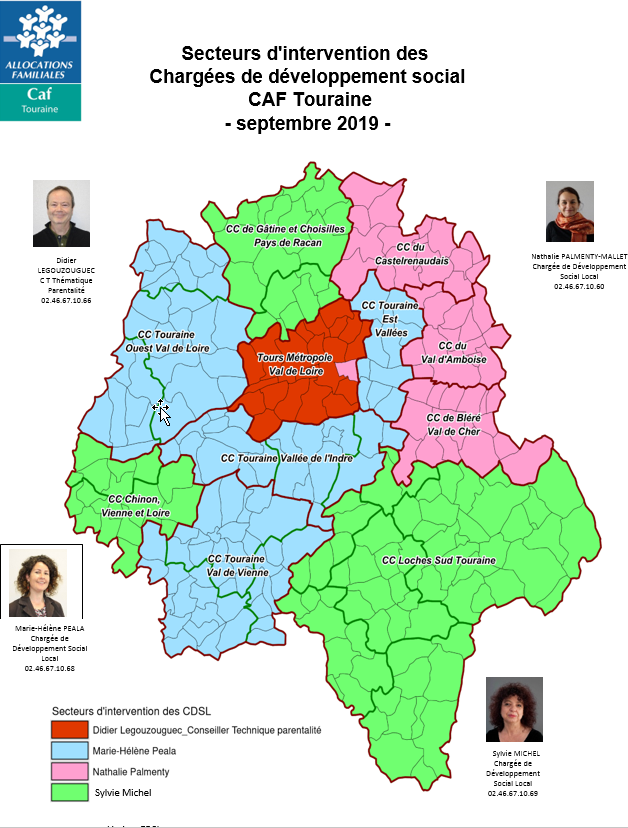 ALLOCATIONS
FAMILIALES
Caf
Touraine
Secteurs d'intervention des
Chargées de développement social
CAF Touraine
- septembre 2019 -
Didier
LEGOUZOUGUEC
C T Thématique
Parentalité
02.46.67.10.66
Nathalie PALMENTY-MALLET
Chargée de Développement
Social Local
02.46.67.10.60
CC de Gâtine et Choisilles
Pays de Racan
CC du
Castelrenaudais
CC Touraine
Ouest Val de Loire
CC Touraine
Est
Vallées
Tours Métropole
Val de Loire
CC du
Val d'Amboise
CC de Bléré
Val de Cher
CC Touraine Vallée de l'Indre
CC Chinon,
Vienne et Loire
CC Touraine
Val de Vienne
CC Loches Sud Touraine
Marie-Hélène PEALA
Chargée de
Développement Social
Local
02.46.67.10.68
Sylvie MICHEL
Chargée de
Développement
Social Local
02.46.67.10.69
Secteurs d'intervention des CDSL
Didier Legouzouguec_Conseiller Technique parentalité
Marie-Hélène Peala
Nathalie Palmenty
Sylvie Michel